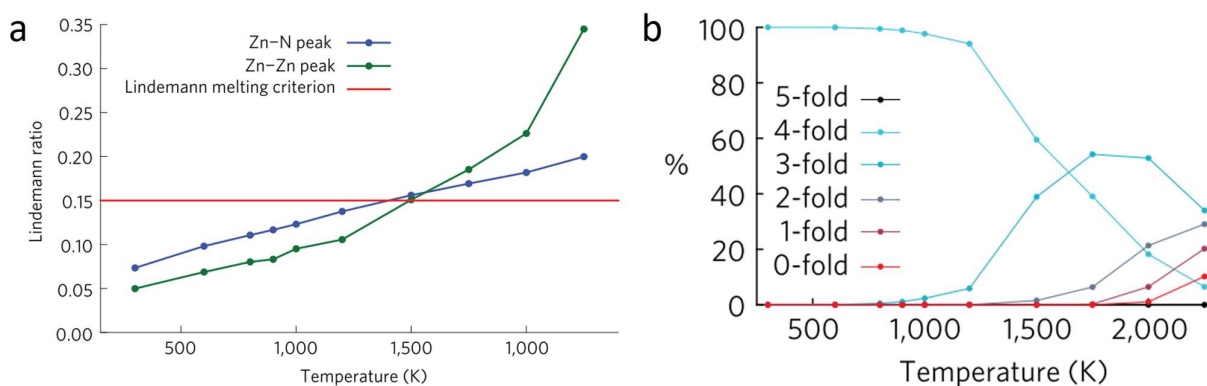 a
0.35
0.30
0.25
0.20
0.15
0.10
0.05
0.00
Lindemann ratio
Zn–N peak
Zn–Zn peak
Lindemann melting criterion
500
1,000
1,500
1,000
Temperature (K)
b
100
80
60
40
20
0
%
5-fold
4-fold
3-fold
2-fold
1-fold
0-fold
500
1,000
1,500
2,000
Temperature (K)